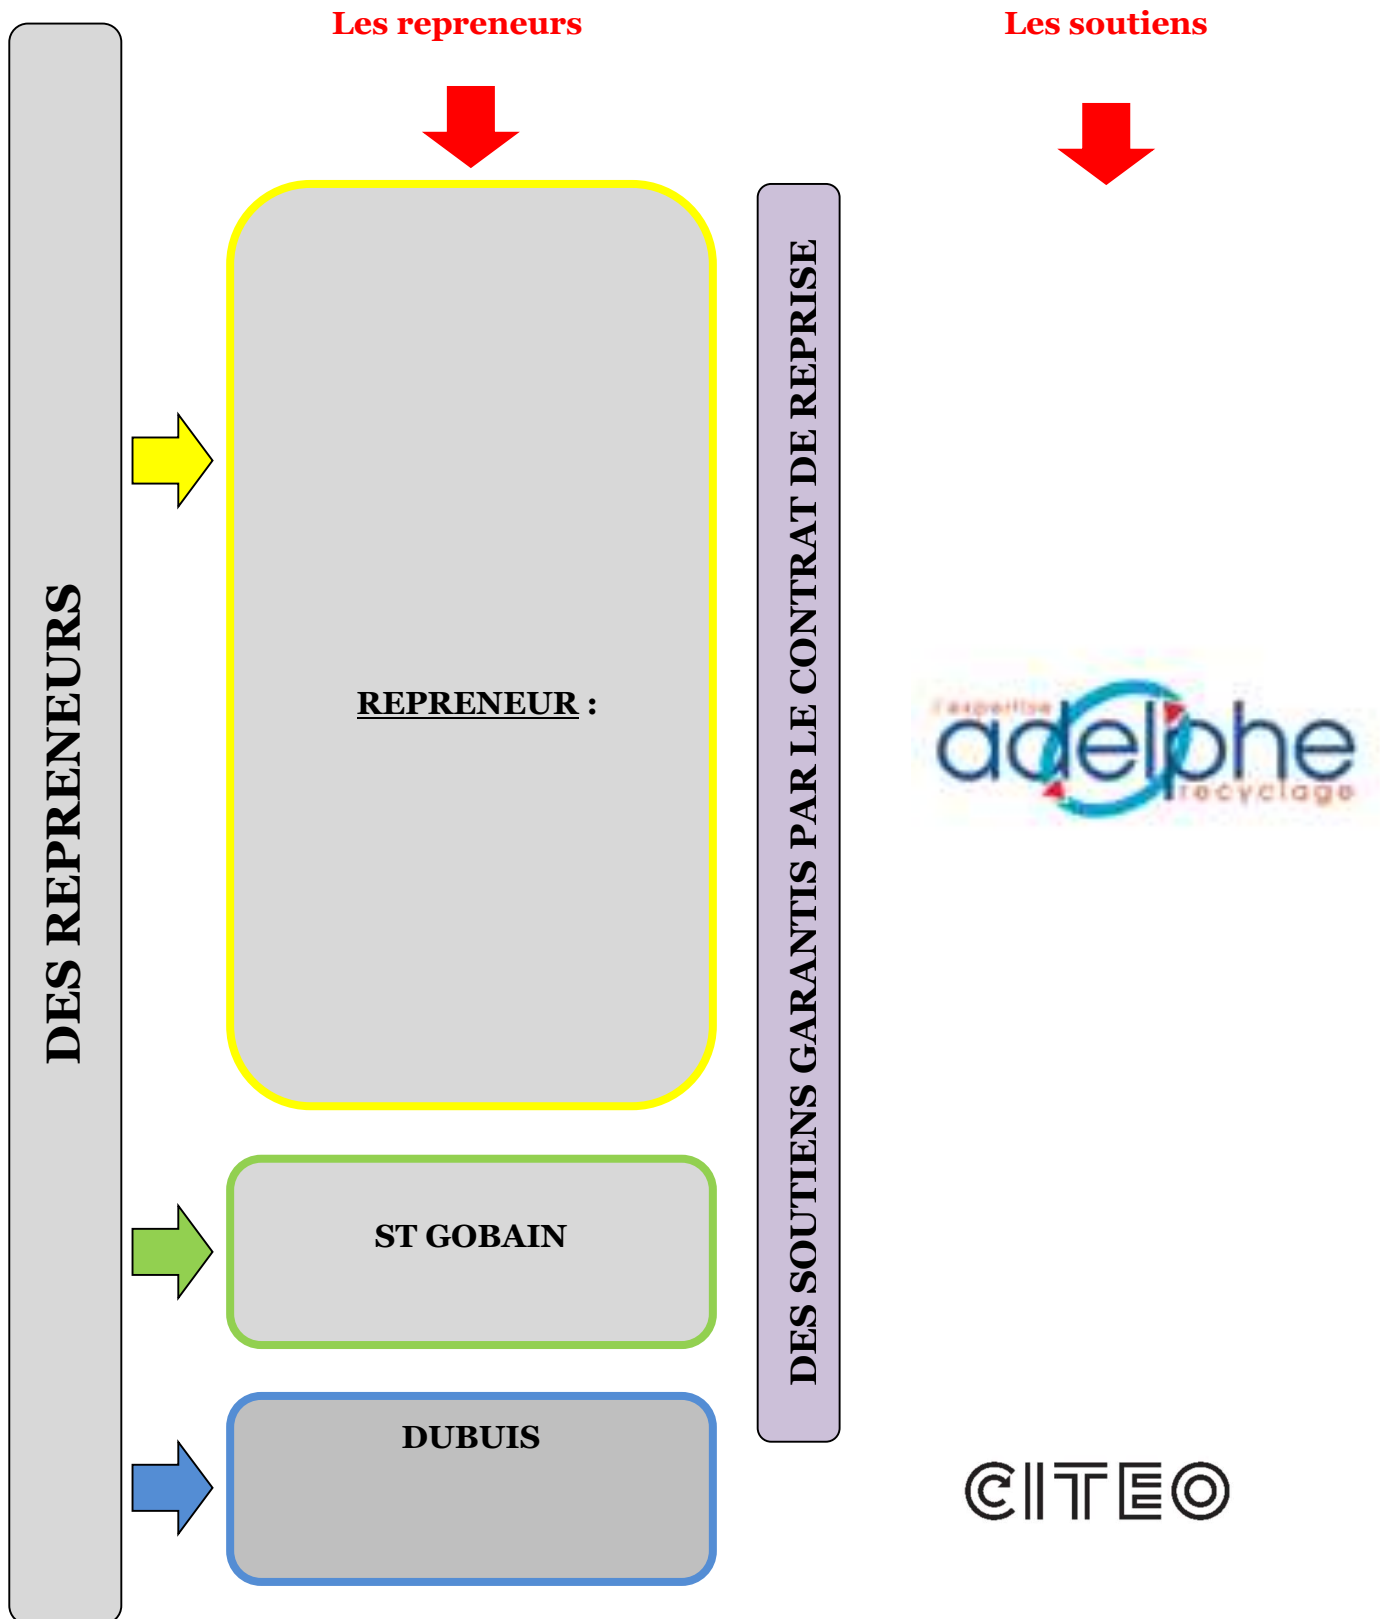 Les repreneurs
Les soutiens
DES REPRENEURS
REPRENEUR :
DES SOUTIENS GARANTIS PAR LE CONTRAT DE REPRISE
l'expertise
adelphe
recyclage
ST GOBAIN
DUBUIS
CITEO